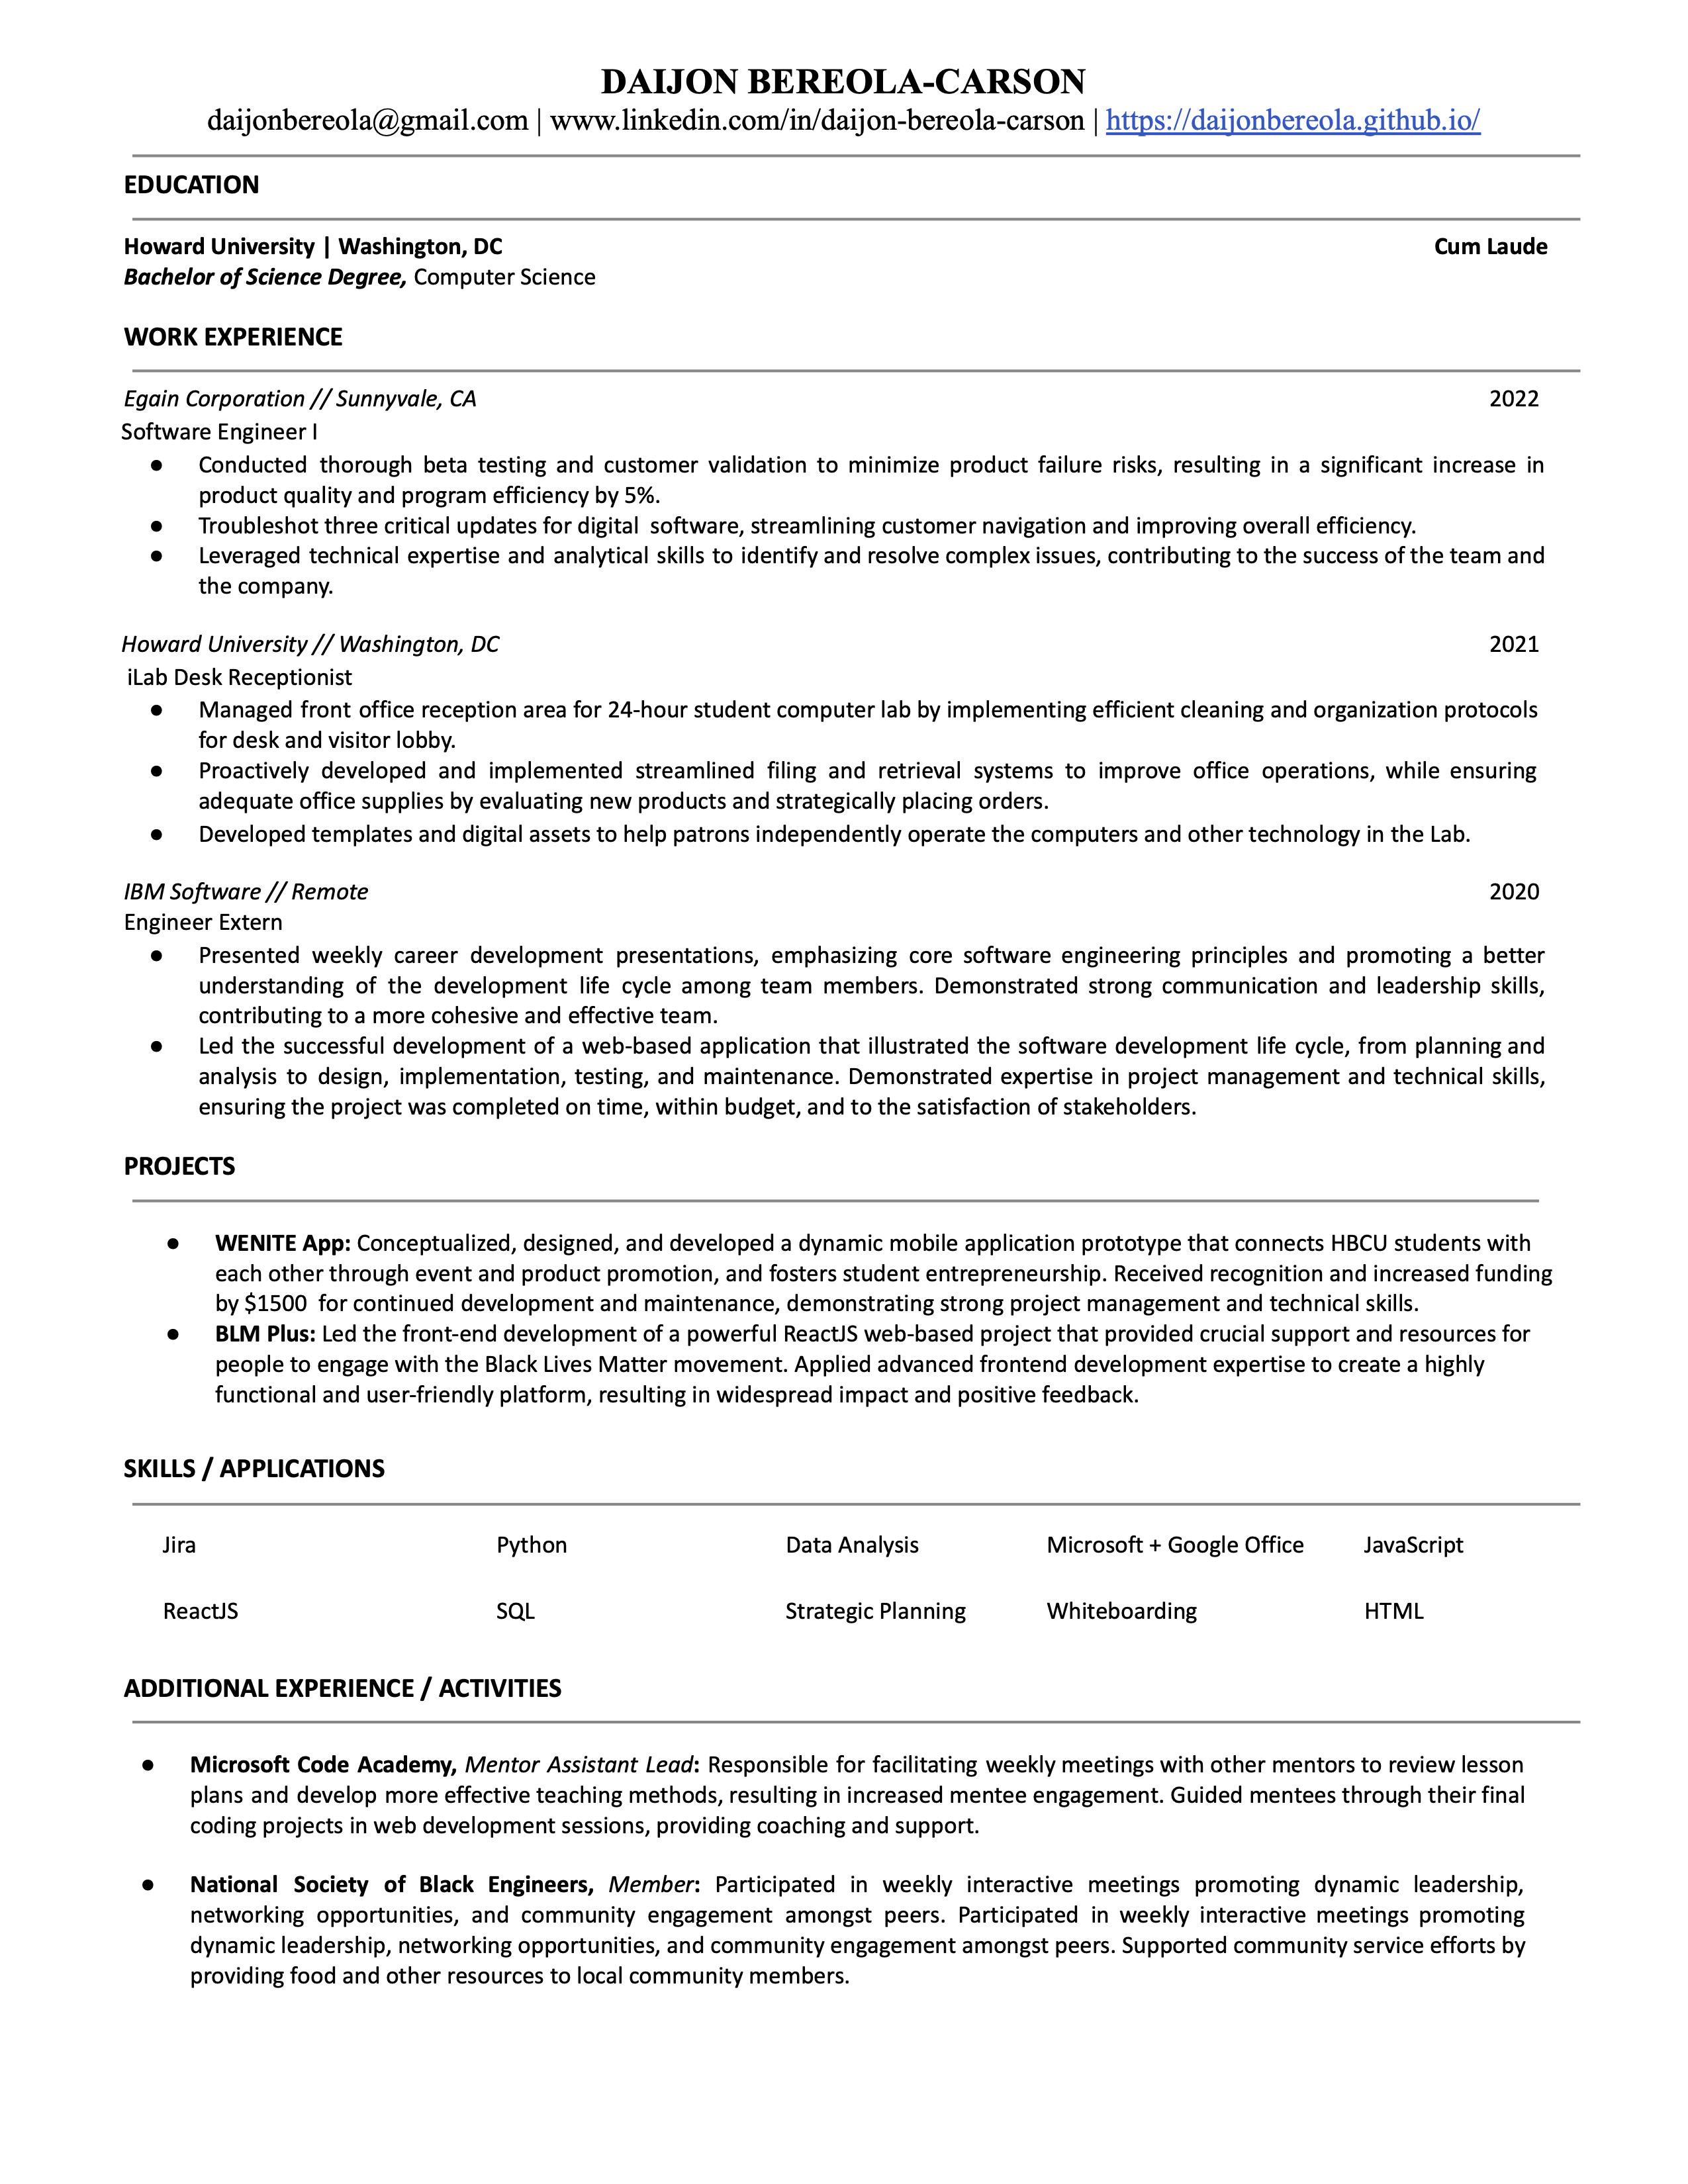 DAIJON BEREOLA-CARSON
daijonbereola@gmail.com | www.linkedin.com/in/daijon-bereola-carson | https://daijonbereola.github.io/
EDUCATION
Howard University | Washington, DC Cum Laude
Bachelor of Science Degree, Computer Science
WORK EXPERIENCE
Egain Corporation // Sunnyvale, CA 2022
Software Engineer I
● Conducted thorough beta testing and customer validation to minimize product failure risks, resulting in a significant increase in
product quality and program efficiency by 5%.
● Troubleshot three critical updates for digital software, streamlining customer navigation and improving overall efficiency.
● Leveraged technical expertise and analytical skills to identify and resolve complex issues, contributing to the success of the team and
the company.
Howard University // Washington, DC 2021
iLab Desk Receptionist
● Managed front office reception area for 24-hour student computer lab by implementing efficient cleaning and organization protocols
for desk and visitor lobby.
● Proactively developed and implemented streamlined filing and retrieval systems to improve office operations, while ensuring
adequate office supplies by evaluating new products and strategically placing orders.
● Developed templates and digital assets to help patrons independently operate the computers and other technology in the Lab.
IBM Software // Remote 2020
Engineer Extern
● Presented weekly career development presentations, emphasizing core software engineering principles and promoting a better
understanding of the development life cycle among team members. Demonstrated strong communication and leadership skills,
contributing to a more cohesive and effective team.
● Led the successful development of a web-based application that illustrated the software development life cycle, from planning and
analysis to design, implementation, testing, and maintenance. Demonstrated expertise in project management and technical skills,
ensuring the project was completed on time, within budget, and to the satisfaction of stakeholders.
PROJECTS
● WENITE App: Conceptualized, designed, and developed a dynamic mobile application prototype that connects HBCU students with
each other through event and product promotion, and fosters student entrepreneurship. Received recognition and increased funding
by $1500 for continued development and maintenance, demonstrating strong project management and technical skills.
● BLM Plus: Led the front-end development of a powerful ReactJS web-based project that provided crucial support and resources for
people to engage with the Black Lives Matter movement. Applied advanced frontend development expertise to create a highly
functional and user-friendly platform, resulting in widespread impact and positive feedback.
SKILLS / APPLICATIONS
Jira Python Data Analysis Microsoft + Google Office JavaScript
ReactJS SQL Strategic Planning Whiteboarding HTML
ADDITIONAL EXPERIENCE / ACTIVITIES
● Microsoft Code Academy, Mentor Assistant Lead: Responsible for facilitating weekly meetings with other mentors to review lesson
plans and develop more effective teaching methods, resulting in increased mentee engagement. Guided mentees through their final
coding projects in web development sessions, providing coaching and support.
● National Society of Black Engineers, Member: Participated in weekly interactive meetings promoting dynamic leadership,
networking opportunities, and community engagement amongst peers. Participated in weekly interactive meetings promoting
dynamic leadership, networking opportunities, and community engagement amongst peers. Supported community service efforts by
providing food and other resources to local community members.